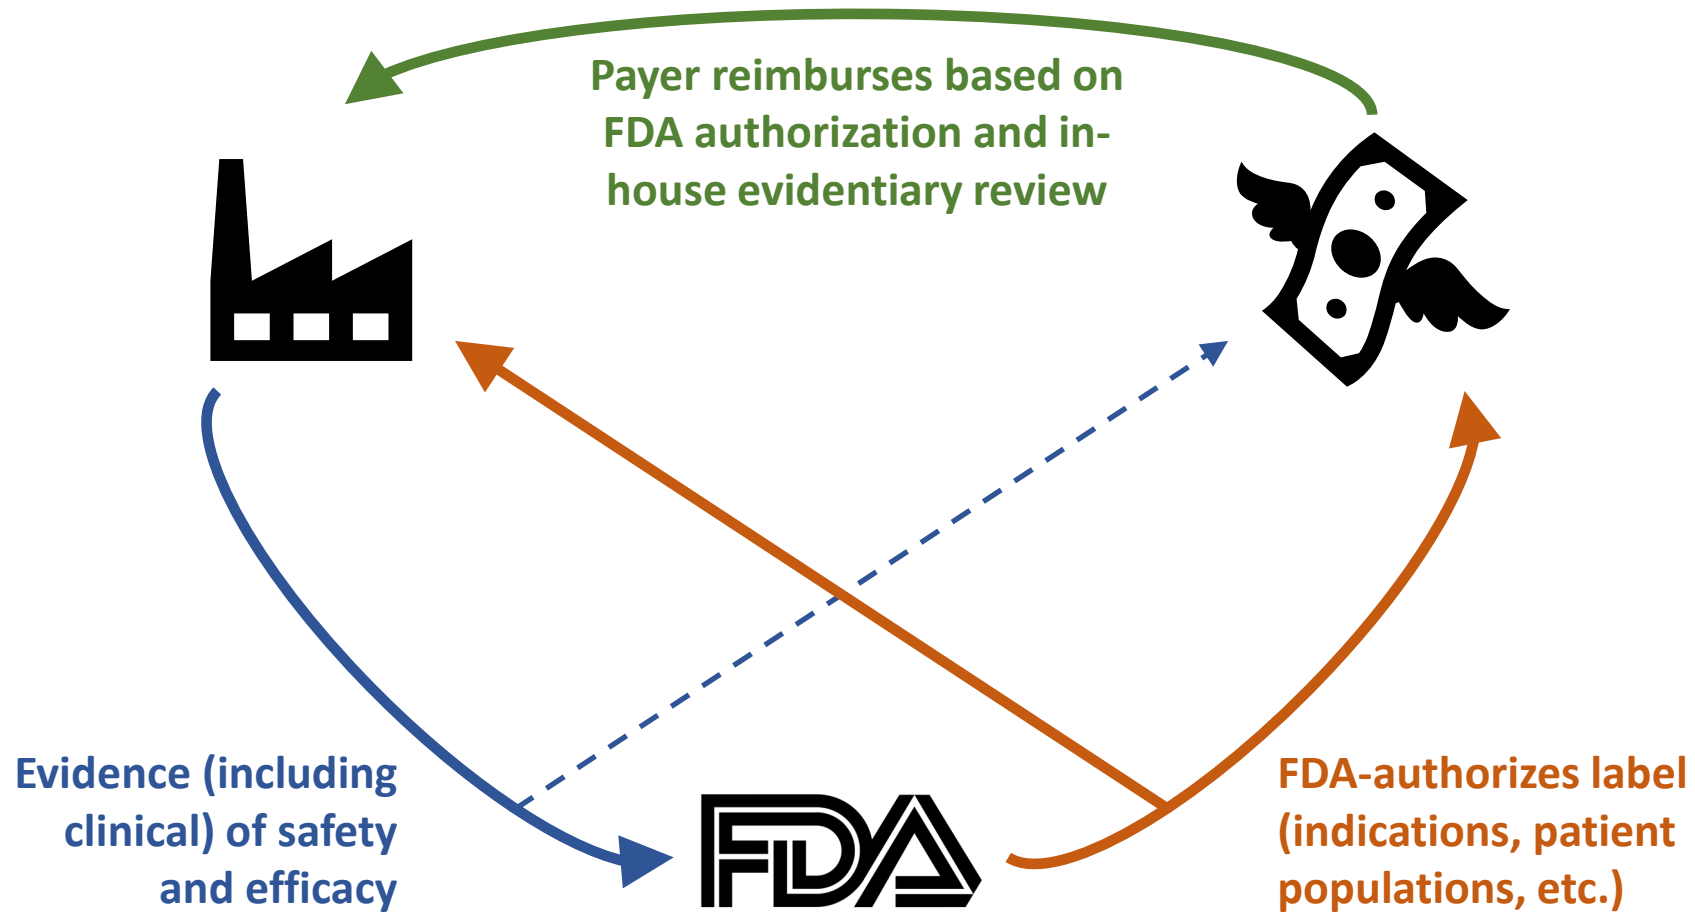 Payer reimburses based on
FDA authorization and in-
house evidentiary review
Evidence (including
clinical) of safety
and efficacy
FDA
FDA-authorizes label
(indications, patient
populations, etc.)